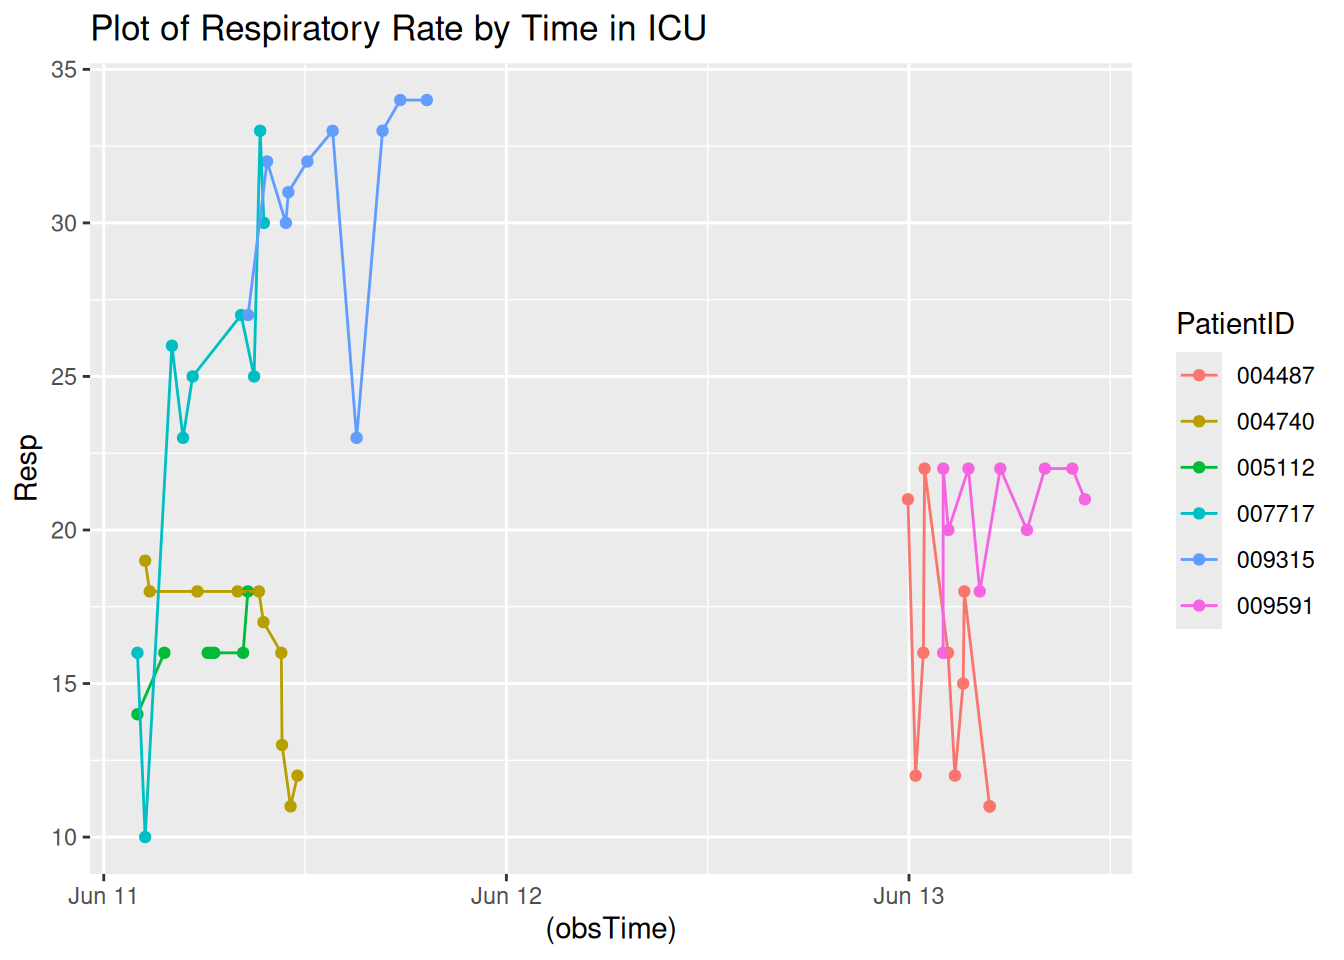 Plot of Respiratory Rate by Time in ICU
35
30
25
20
15
10
Resp
Jun 11
Jun 12
Jun 13
(obsTime)
PatientID
004487
004740
005112
007717
009315
009591